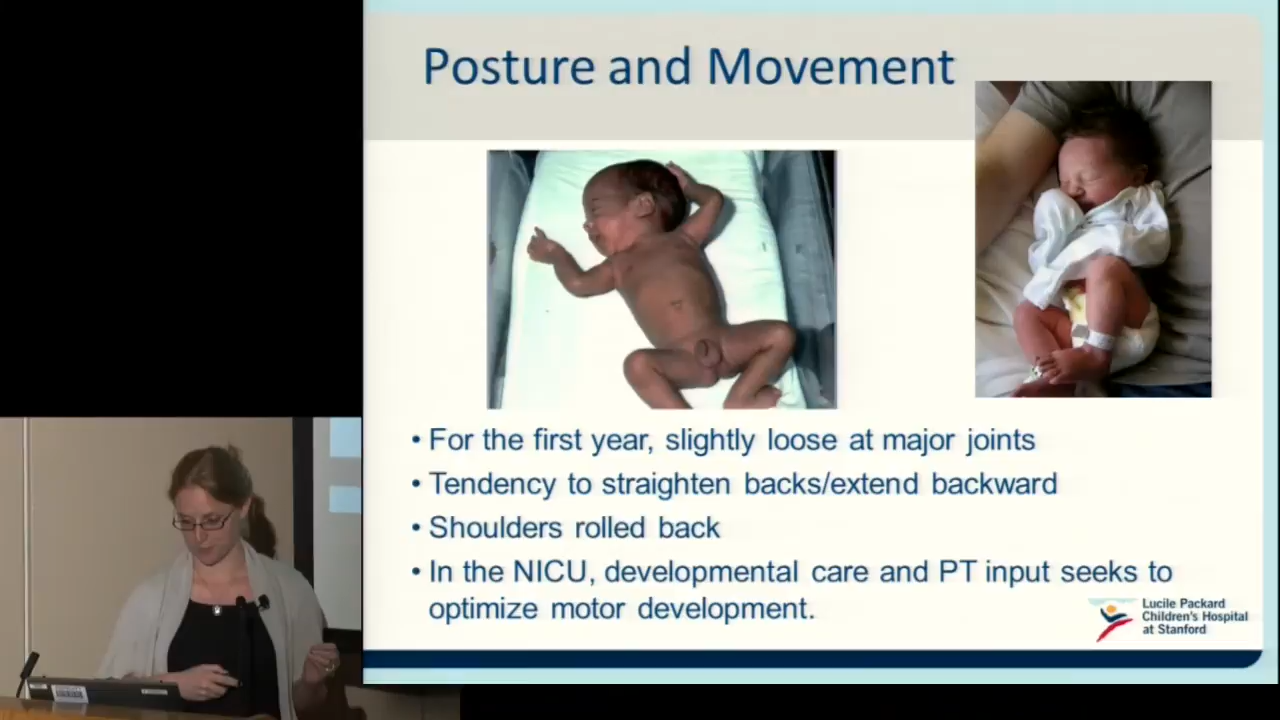 Posture and Movement
• For the first year, slightly loose at major joints
• Tendency to straighten backs/extend backward
• Shoulders rolled back
• In the NICU, developmental care and PT input seeks to
optimize motor development.
Lucile Packard
Children's Hospital
at Stanford